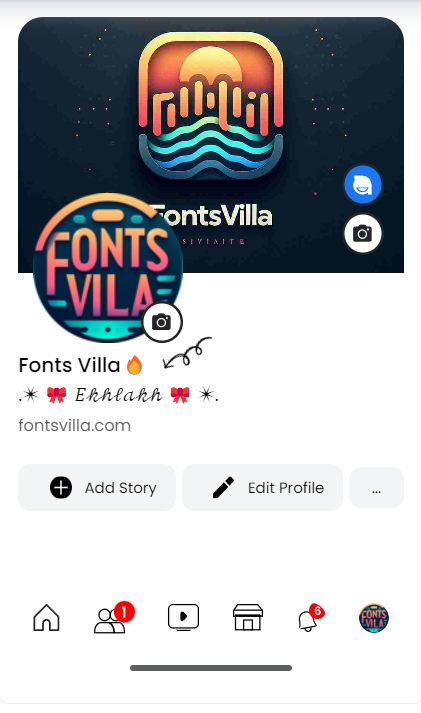 FontsVilla
FONTS
VILA
Fonts Villa🔥
.✶ 🎀 𝐸𝓀𝒽𝓁𝒶𝓀𝒽 🎀 ✶.
fontsvilla.com
Add Story
Edit Profile
...
1
6
FONTS
VILA